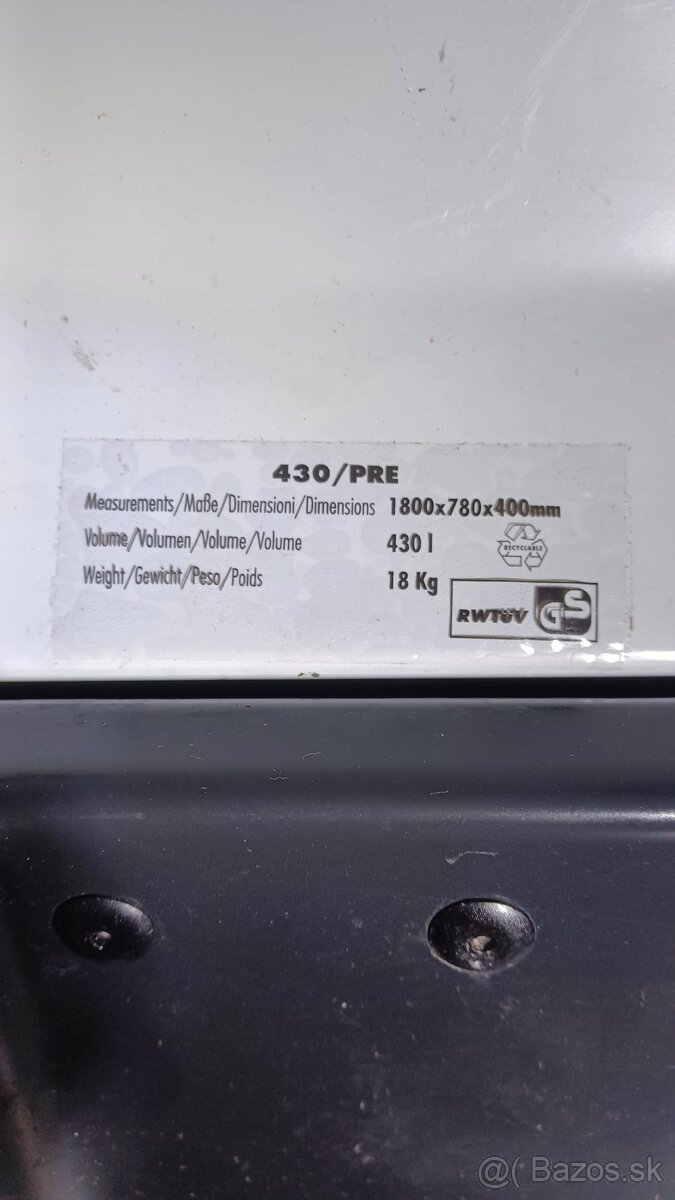 430/PRE
Measurements/Maße/Dimensioni/Dimensions 1800x780x400mm
Volume/Volumen/Volume/Volume 430 l
RECYCLABLE
Weight/Gewicht/Peso/Poids 18 Kg
RWTÜV GS
@( Bazos.sk